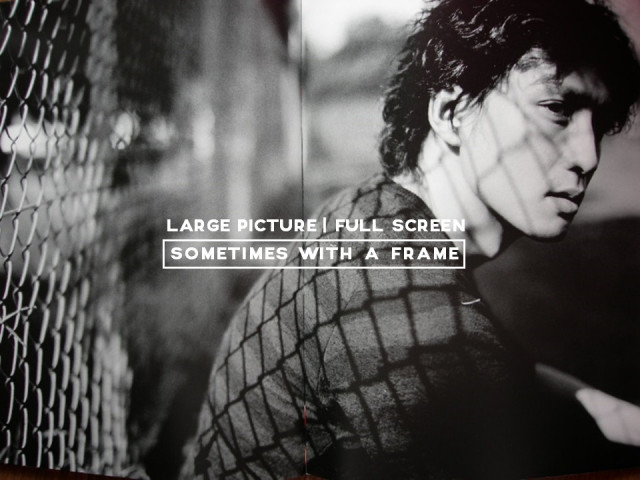 LARGE PICTURE | FULL SCREEN
SOMETIMES WITH A FRAME